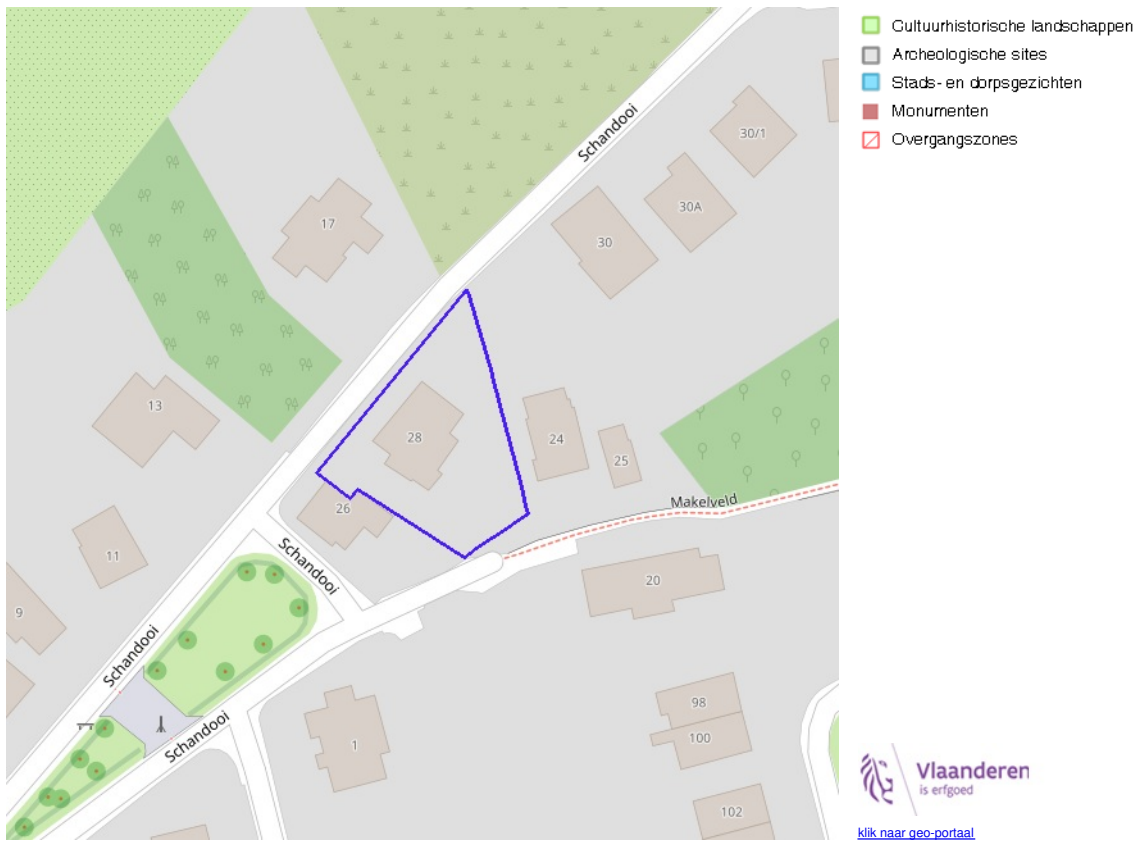 Cultuurhistorische landschappen
Archeologische sites
Stads- en dorpsgezichten
Monumenten
Overgangszones
Schandooi
30/1
30A
17
30
13
28
24
25
26
Makelveld
11
Schandooi
20
9
Schandooi
98
100
Schandooi
1
102
Vlaanderen
is erfgoed
klik naar geo-portaal